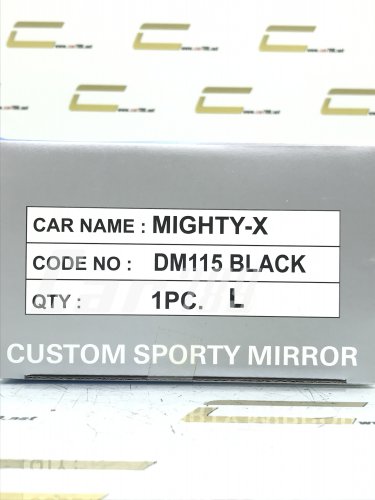 CAR NAME : MIGHTY-X
CODE NO : DM115 BLACK
QTY : 1PC. L
CUSTOM SPORTY MIRROR